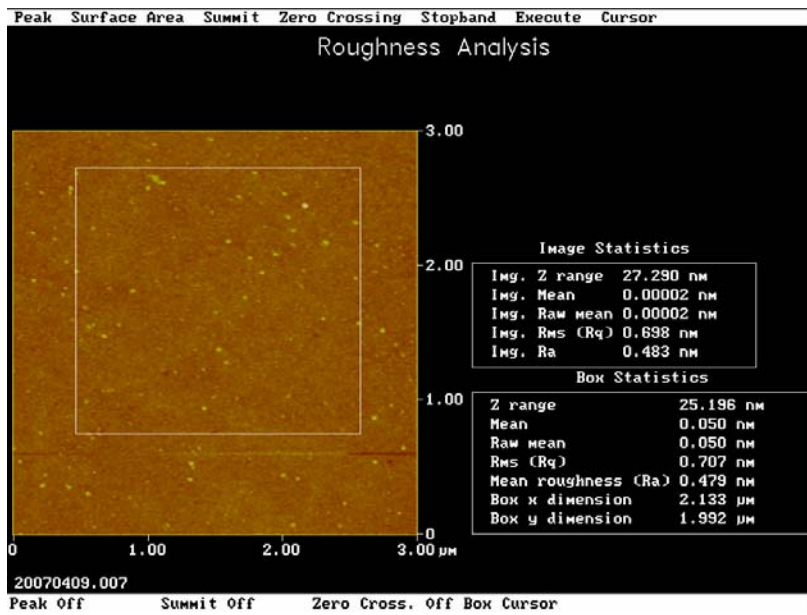 Peak Surface Area Summit Zero Crossing Stopband Execute Cursor
Roughness Analysis
3.00
2.00
1.00
0
0 1.00 2.00 3.00 µm
Image Statistics
Img. Z range 27.290 nm
Img. Mean 0.00002 nm
Img. Raw mean 0.00002 nm
Img. Rms (Rq) 0.698 nm
Img. Ra 0.483 nm
Box Statistics
Z range 25.196 nm
Mean 0.050 nm
Raw mean 0.050 nm
Rms (Rq) 0.707 nm
Mean roughness (Ra) 0.479 nm
Box x dimension 2.133 µm
Box y dimension 1.992 µm
20070409.007
Peak Off Summit Off Zero Cross. Off Box Cursor